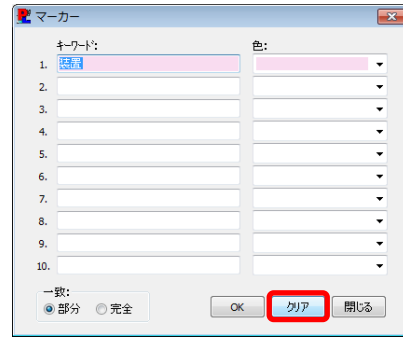 マーカー
キーワード: 色:
1. 装置
2.
3.
4.
5.
6.
7.
8.
9.
10.
一致:
部分 完全 OK クリア 閉じる